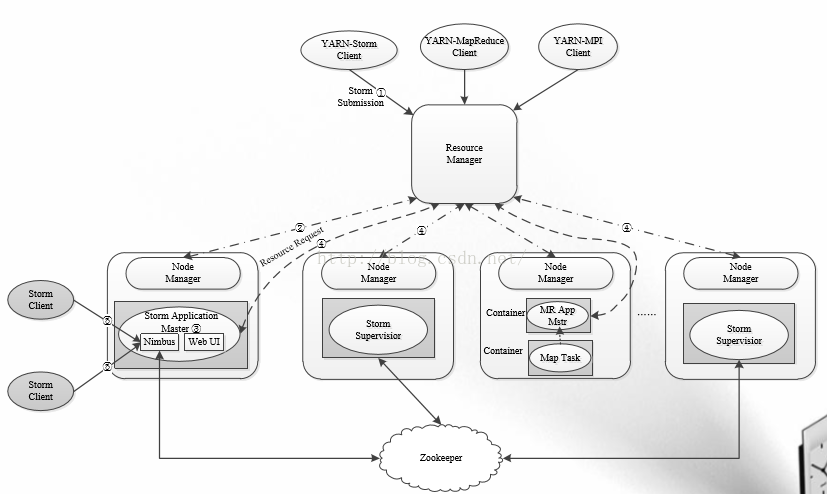 YARN-Storm
Client
YARN-MapReduce
Client
YARN-MPI
Client
Storm ①
Submission
Resource
Manager
②
Resource Request
④
④
④
http://blog.csdn.net/
Node
Manager
Node
Manager
Node
Manager
Node
Manager
Storm
Client
Storm
Client
⑤
⑤
Storm Application
Master ③
Nimbus
Web UI
Storm
Supervisior
Container
MR App
Mstr
Container
Map Task
......
Storm
Supervisior
Zookeeper